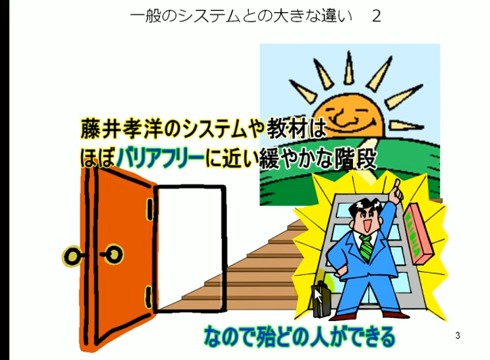 一般のシステムとの大きな違い　２
藤井孝洋のシステムや教材は
ほぼバリアフリーに近い緩やかな階段
なので殆どの人ができる
3